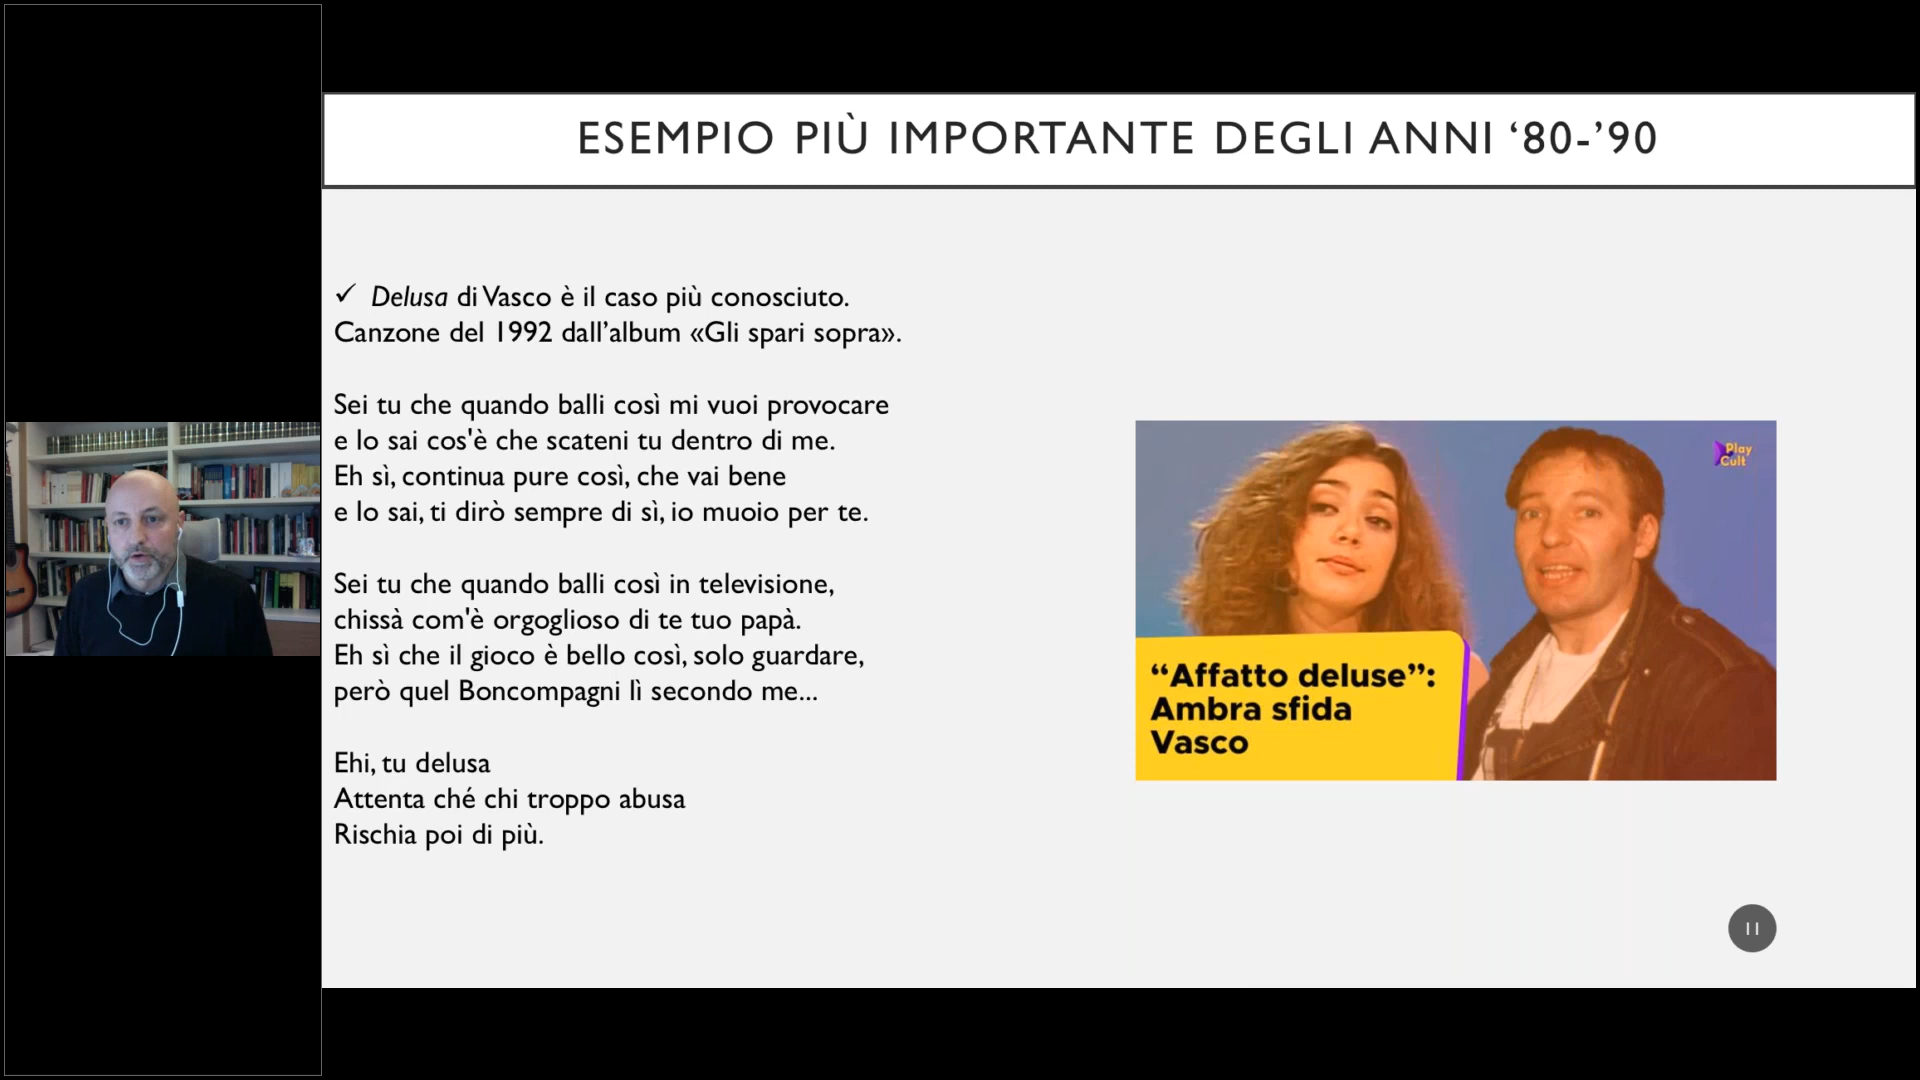 ESEMPIO PIÙ IMPORTANTE DEGLI ANNI ‘80-’90
✓ Delusa di Vasco è il caso più conosciuto.
Canzone del 1992 dall’album «Gli spari sopra».
Sei tu che quando balli così mi vuoi provocare
e lo sai cos'è che scateni tu dentro di me.
Eh sì, continua pure così, che vai bene
e lo sai, ti dirò sempre di sì, io muoio per te.
Sei tu che quando balli così in televisione,
chissà com'è orgoglioso di te tuo papà.
Eh sì che il gioco è bello così, solo guardare,
però quel Boncompagni lì secondo me...
Ehi, tu delusa
Attenta ché chi troppo abusa
Rischia poi di più.
Play
Cult
“Affatto deluse”:
Ambra sfida
Vasco
11